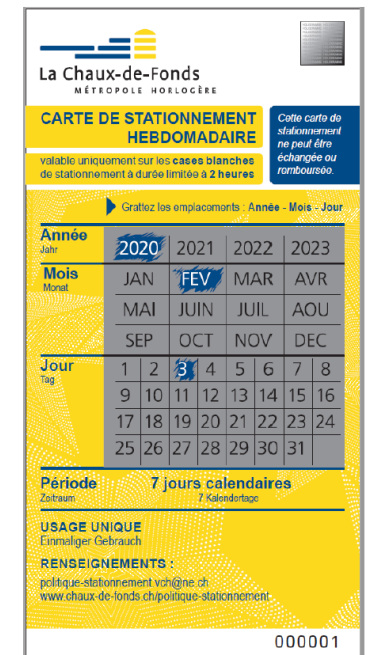 La Chaux-de-Fonds
MÉTROPOLE HORLOGÈRE
CARTE DE STATIONNEMENT
HEBDOMADAIRE
valable uniquement sur les cases blanches
de stationnement à durée limitée à 2 heures
Cette carte de
stationnement
ne peut être
échangée ou
remboursée.
Grattez les emplacements : Année - Mois - Jour
Année
Jahr
2020 2021 2022 2023
Mois
Monat
JAN FEV MAR AVR
MAI JUIN JUIL AOU
SEP OCT NOV DEC
Jour
Tag
1 2 3 4 5 6 7 8
9 10 11 12 13 14 15 16
17 18 19 20 21 22 23 24
25 26 27 28 29 30 31
Période 7 jours calendaires
Zeitraum 7 Kalendertage
USAGE UNIQUE
Einmaliger Gebrauch
RENSEIGNEMENTS :
politique-stationnement.vch@ne.ch
www.chaux-de-fonds.ch/politique-stationnement
000001